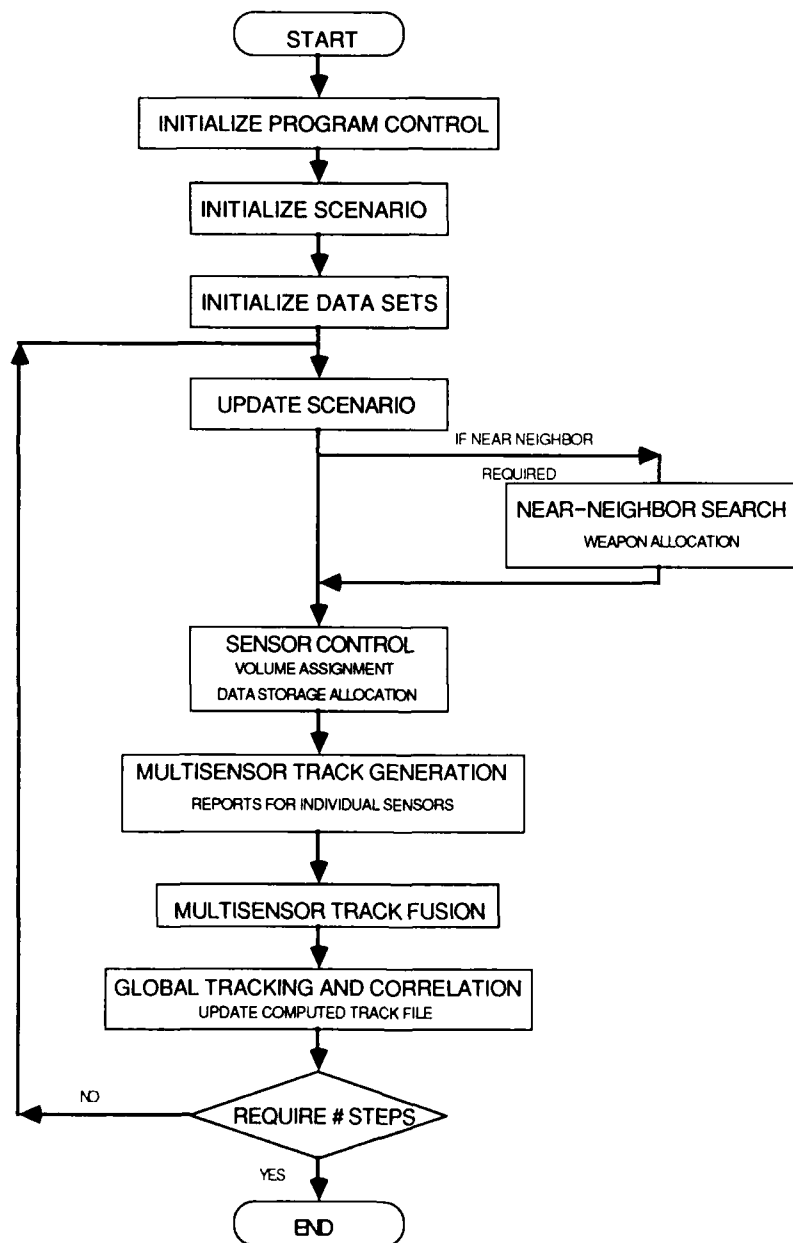 START
INITIALIZE PROGRAM CONTROL
INITIALIZE SCENARIO
INITIALIZE DATA SETS
UPDATE SCENARIO
IF NEAR NEIGHBOR
REQUIRED
NEAR-NEIGHBOR SEARCH
WEAPON ALLOCATION
SENSOR CONTROL
VOLUME ASSIGNMENT
DATA STORAGE ALLOCATION
MULTISENSOR TRACK GENERATION
REPORTS FOR INDIVIDUAL SENSORS
MULTISENSOR TRACK FUSION
GLOBAL TRACKING AND CORRELATION
UPDATE COMPUTED TRACK FILE
NO
REQUIRE # STEPS
YES
END